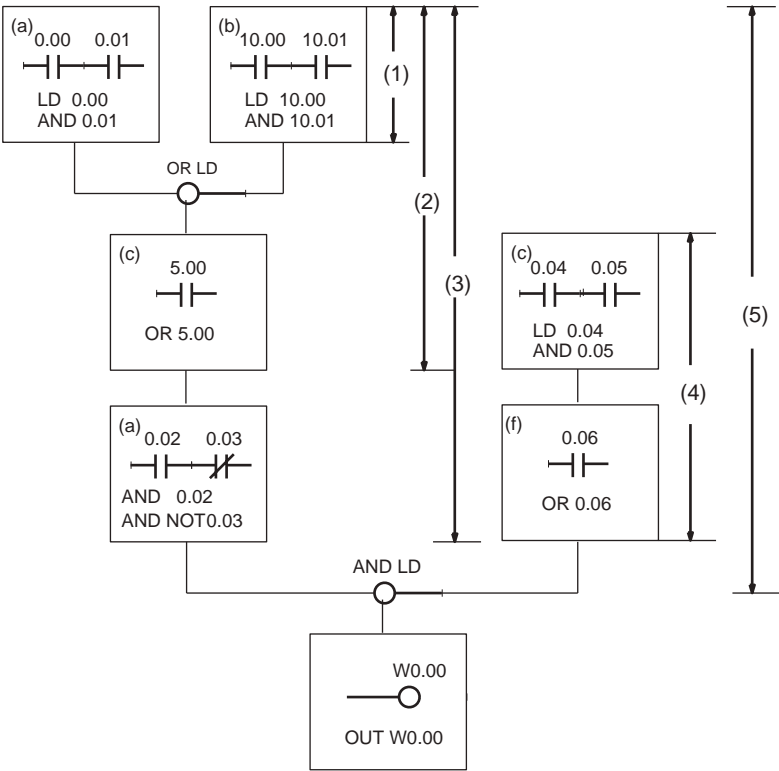 (a)
0.00 0.01
LD 0.00
AND 0.01
(b)
10.00 10.01
LD 10.00
AND 10.01
(1)
OR LD
(2)
(c)
5.00
OR 5.00
(3)
(c)
0.04 0.05
LD 0.04
AND 0.05
(5)
(4)
(a)
0.02 0.03
AND 0.02
AND NOT0.03
(f)
0.06
OR 0.06
AND LD
W0.00
OUT W0.00